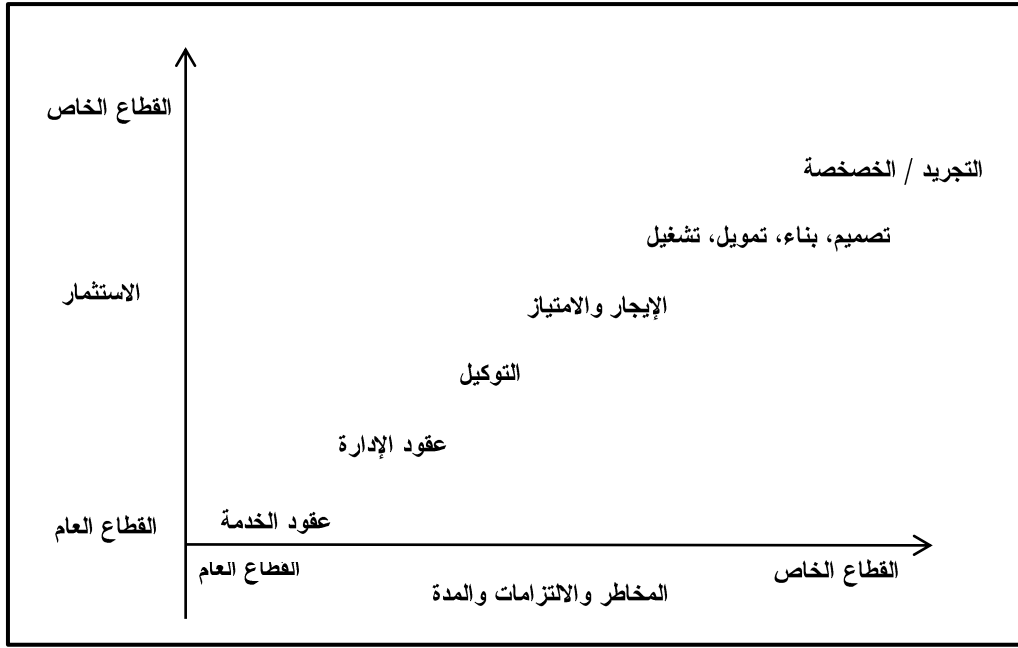 القطاع الخاص
التجريد / الخصخصة
تصميم، بناء، تمويل، تشغيل
الاستثمار
الإيجار والامتياز
التوكيل
عقود الإدارة
عقود الخدمة
القطاع العام
القطاع العام
القطاع الخاص
المخاطر والالتزامات والمدة